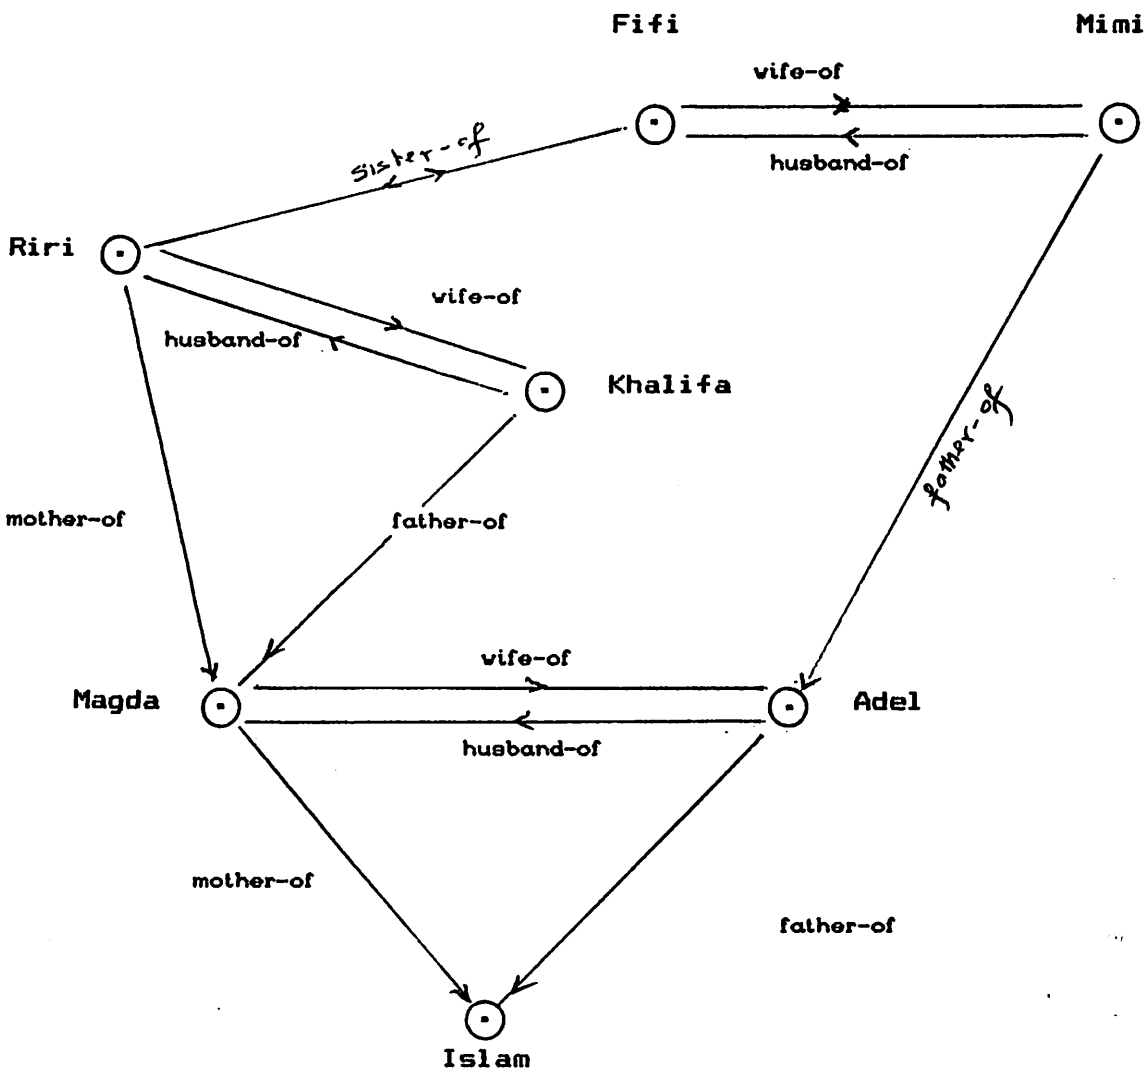 Fifi
Mimi
wife-of
husband-of
sister-of
Riri
wife-of
husband-of
Khalifa
father-of
mother-of
father-of
wife-of
Magda
Adel
husband-of
mother-of
father-of
Islam